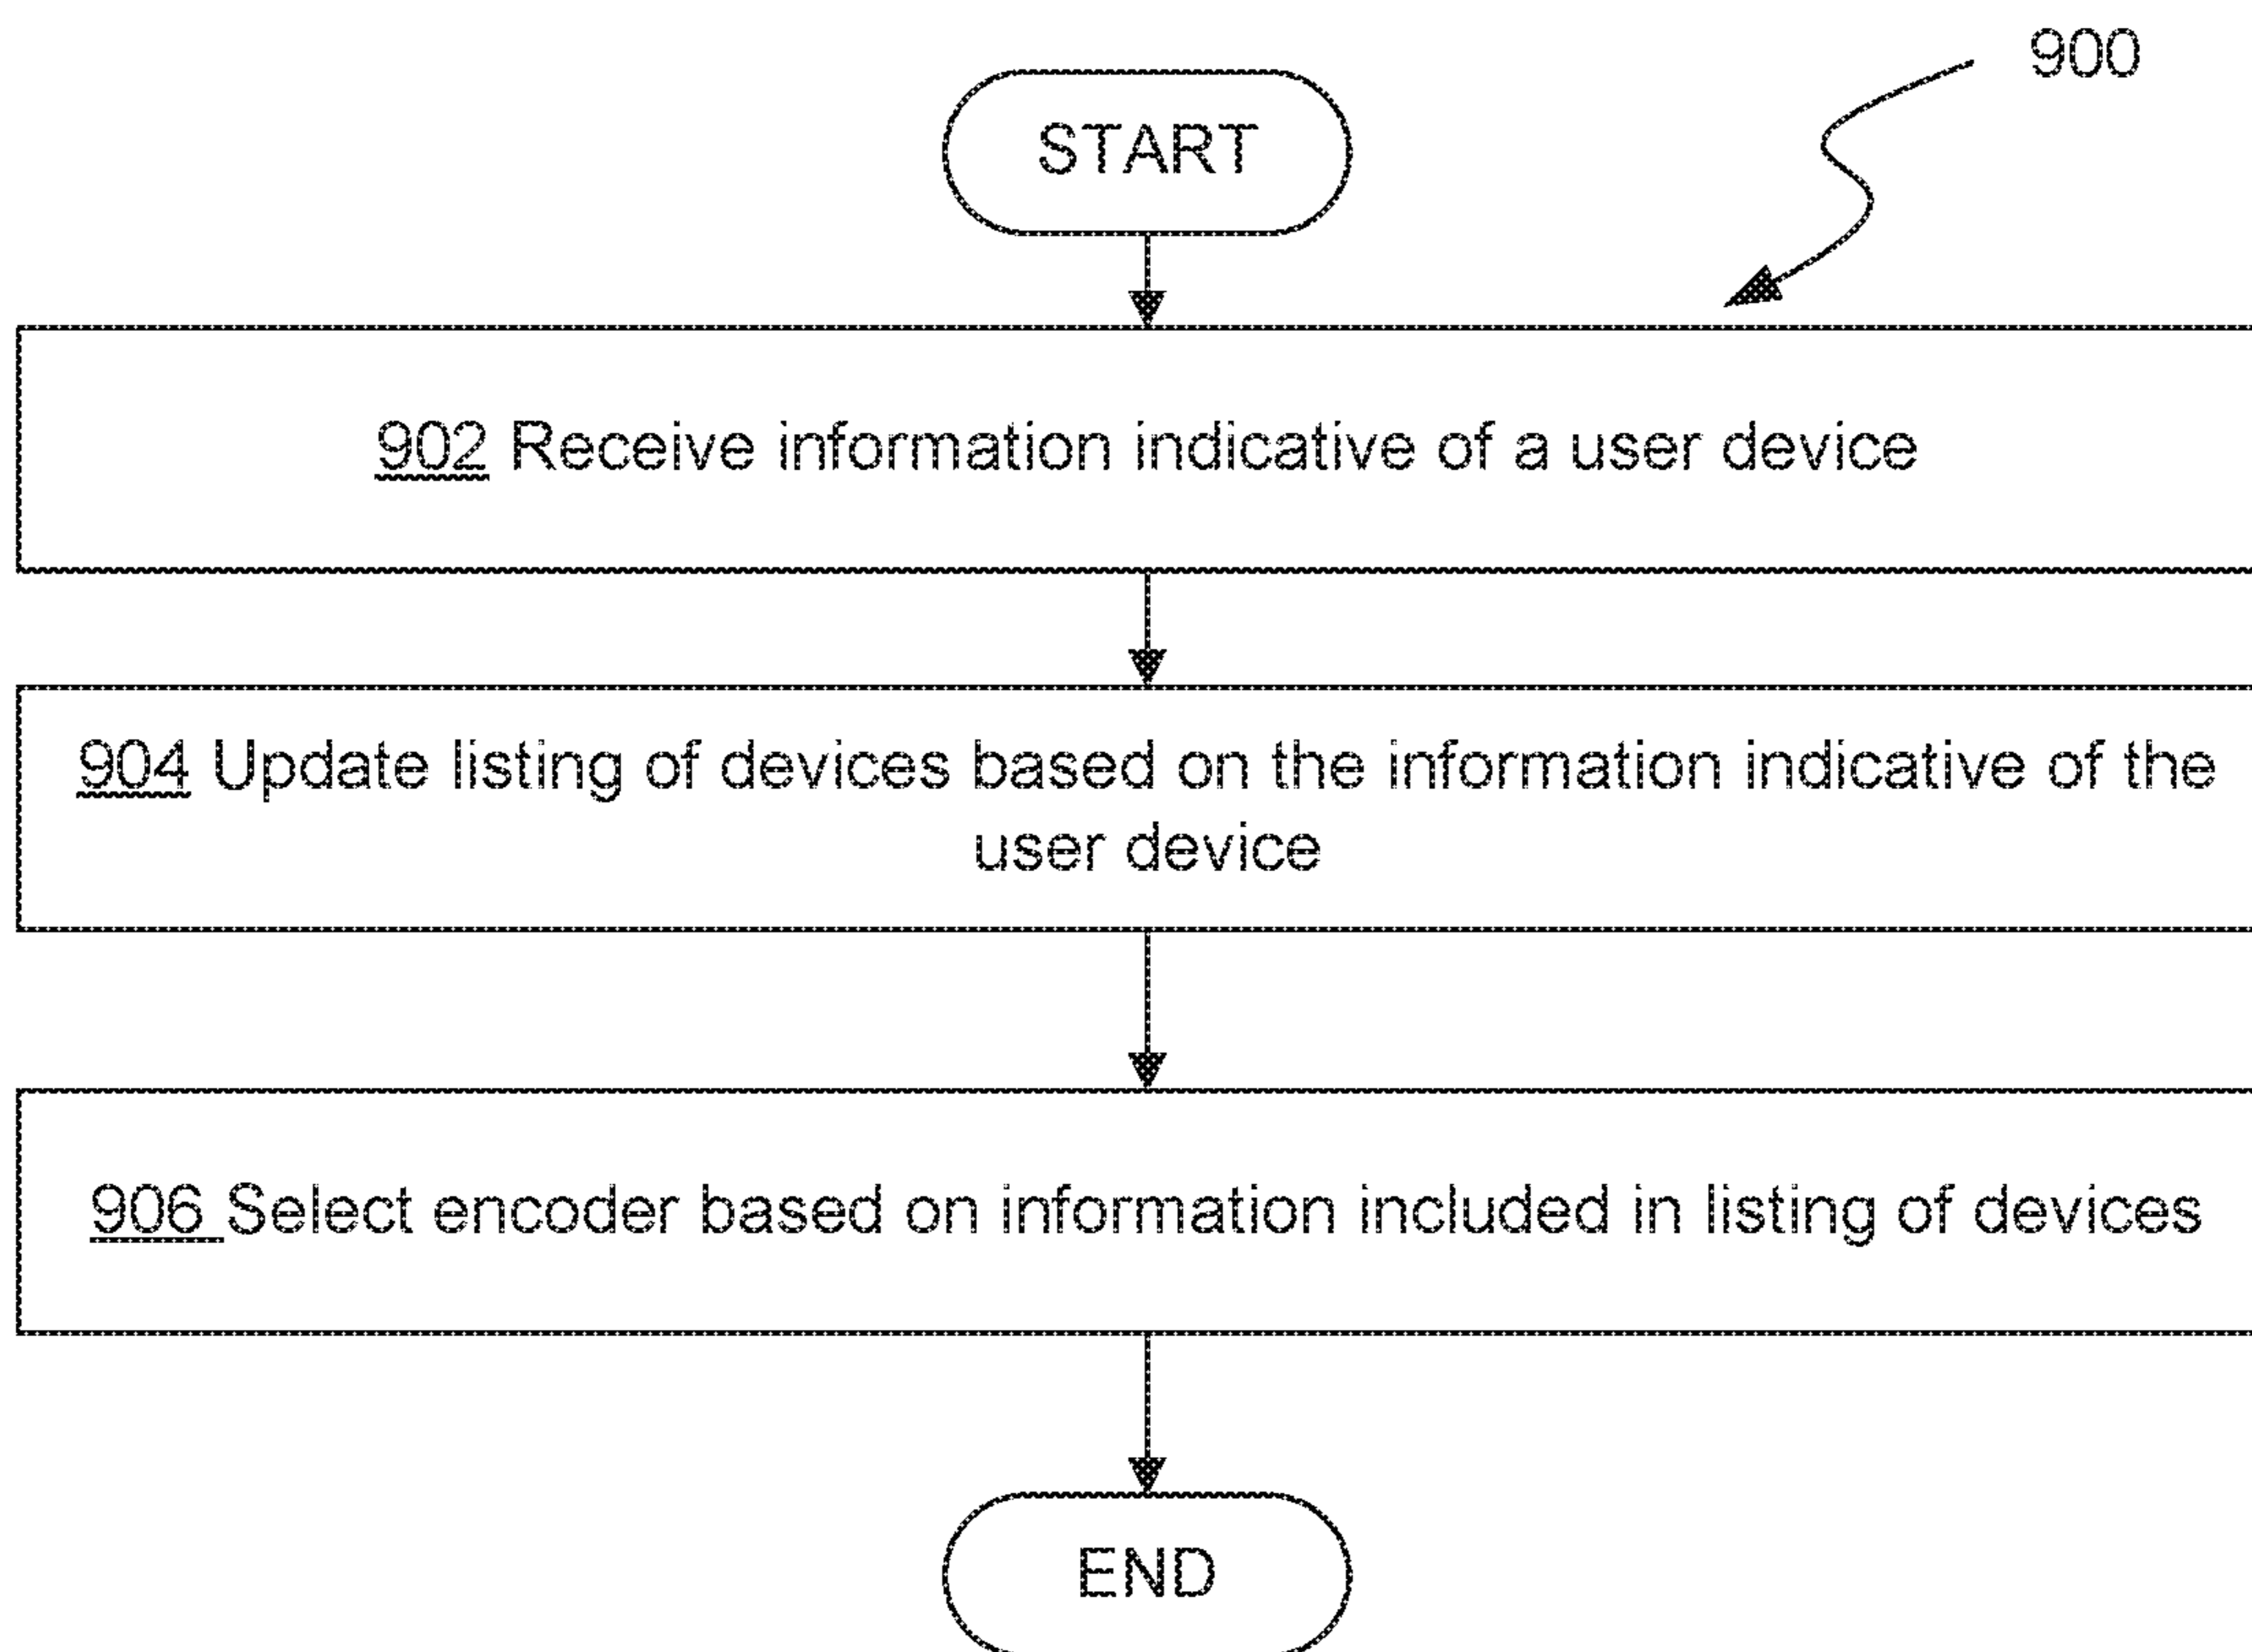 900
START
902 Receive information indicative of a user device
904 Update listing of devices based on the information indicative of the
user device
906 Select encoder based on information included in listing of devices
END